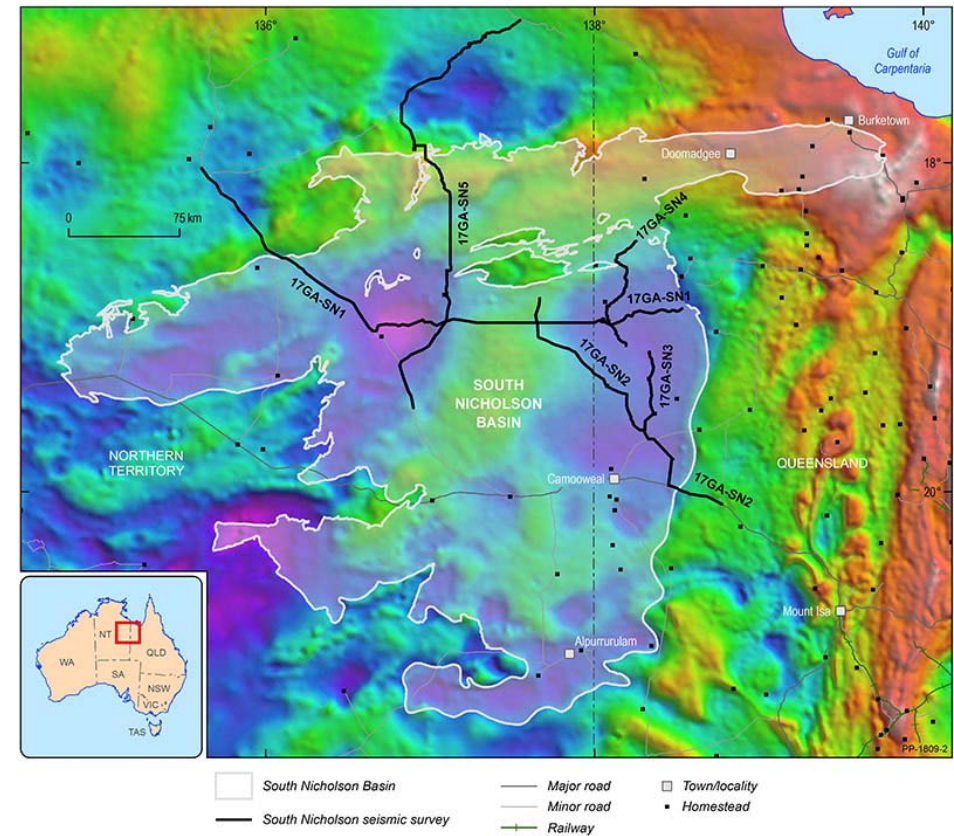 136°
138°
140°
Gulf of
Carpentaria
Burketown
Doomadgee
18°
0
75 km
17GA-SN5
17GA-SN4
17GA-SN1
17GA-SN1
17GA-SN2
17GA-SN3
SOUTH
NICHOLSON
BASIN
NORTHERN
TERRITORY
QUEENSLAND
Camooweal
17GA-SN2
20°
Mount Isa
Alpurrurulam
NT
WA
QLD
SA
NSW
VIC
TAS
PP-1809-2
South Nicholson Basin
South Nicholson seismic survey
Major road
Minor road
Railway
Town/locality
Homestead